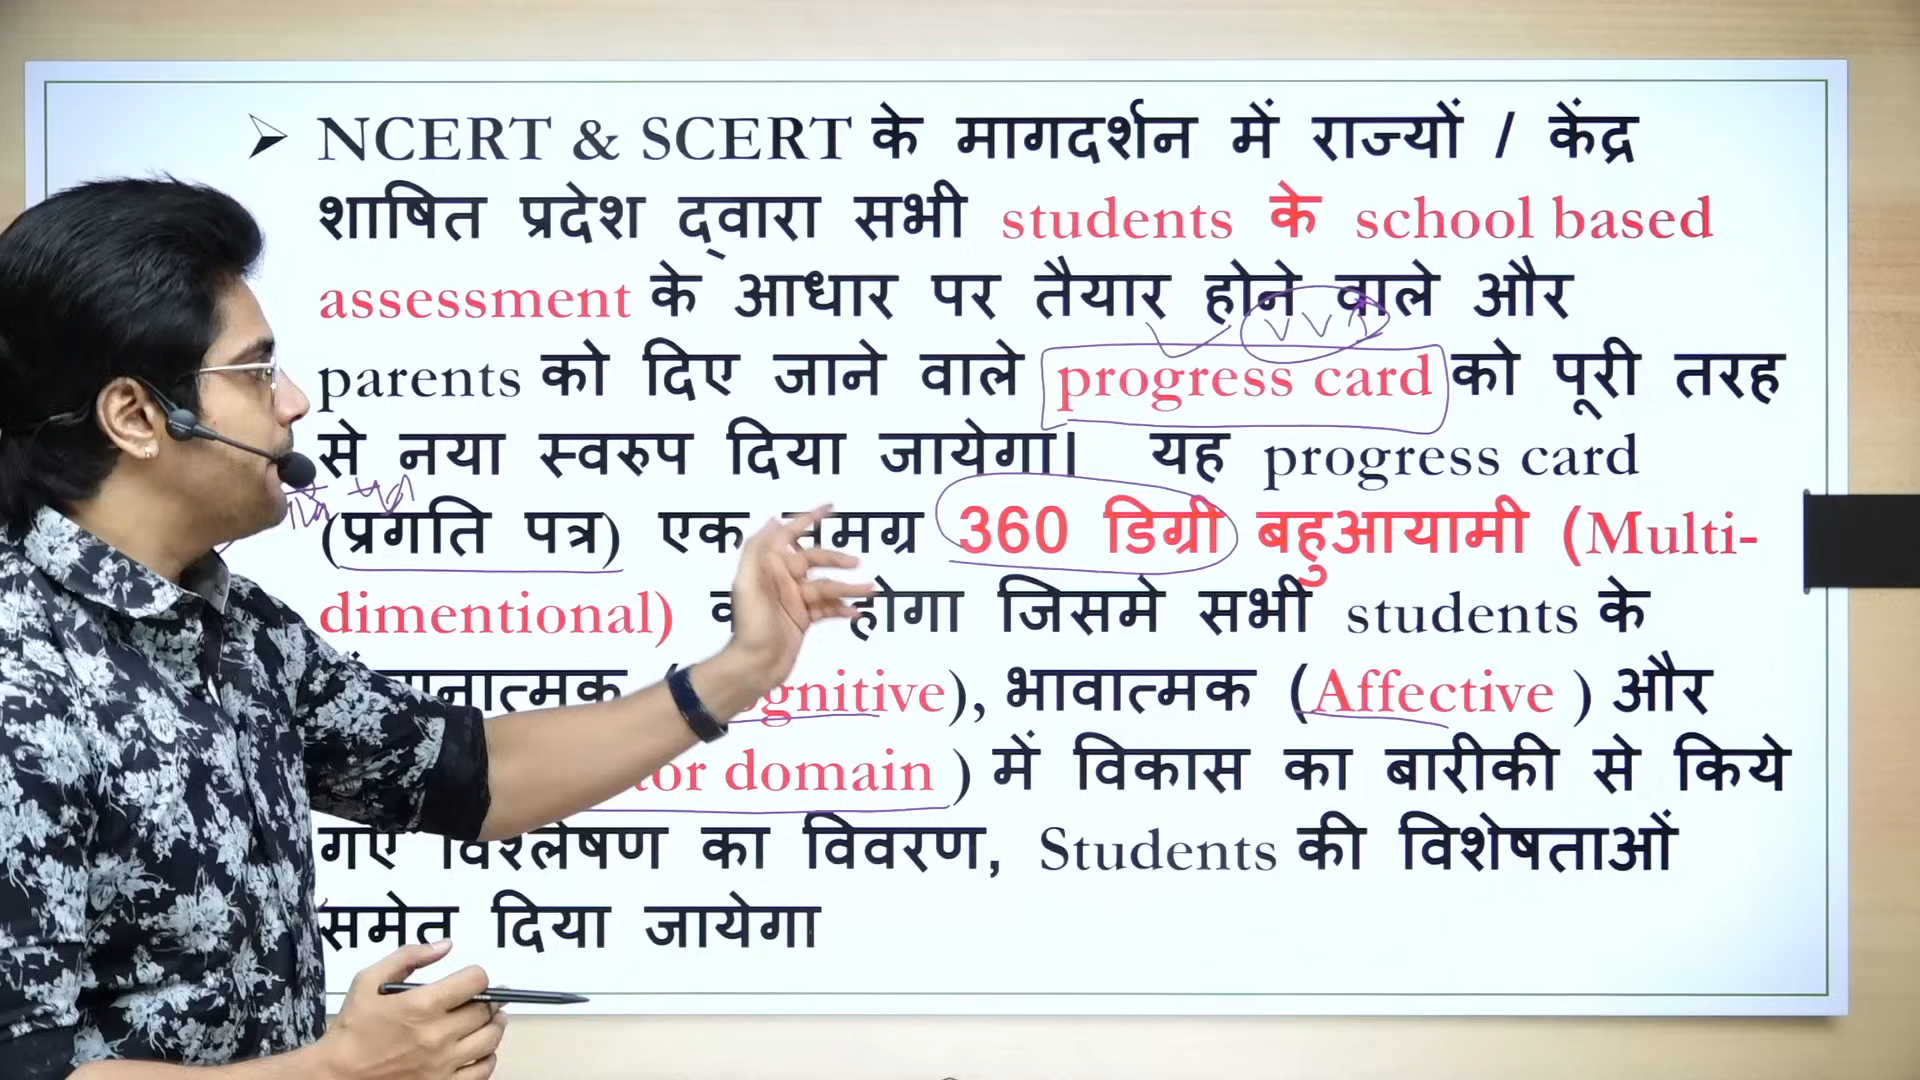 NCERT & SCERT के मागदर्शन में राज्यों / केंद्र
शाषित प्रदेश द्वारा सभी students के school based
assessment के आधार पर तैयार होने वाले और
parents को दिए जाने वाले progress card को पूरी तरह
से नया स्वरुप दिया जायेगा। यह progress card
(प्रगति पत्र) एक 360 डिग्री बहुआयामी (Multi-
dimentional) होगा जिसमे सभी students के
भावात्मक (Affective ) और
domain ) में विकास का बारीकी से किये
गए विश्लेषण का विवरण, Students की विशेषताओं
समेत दिया जायेगा